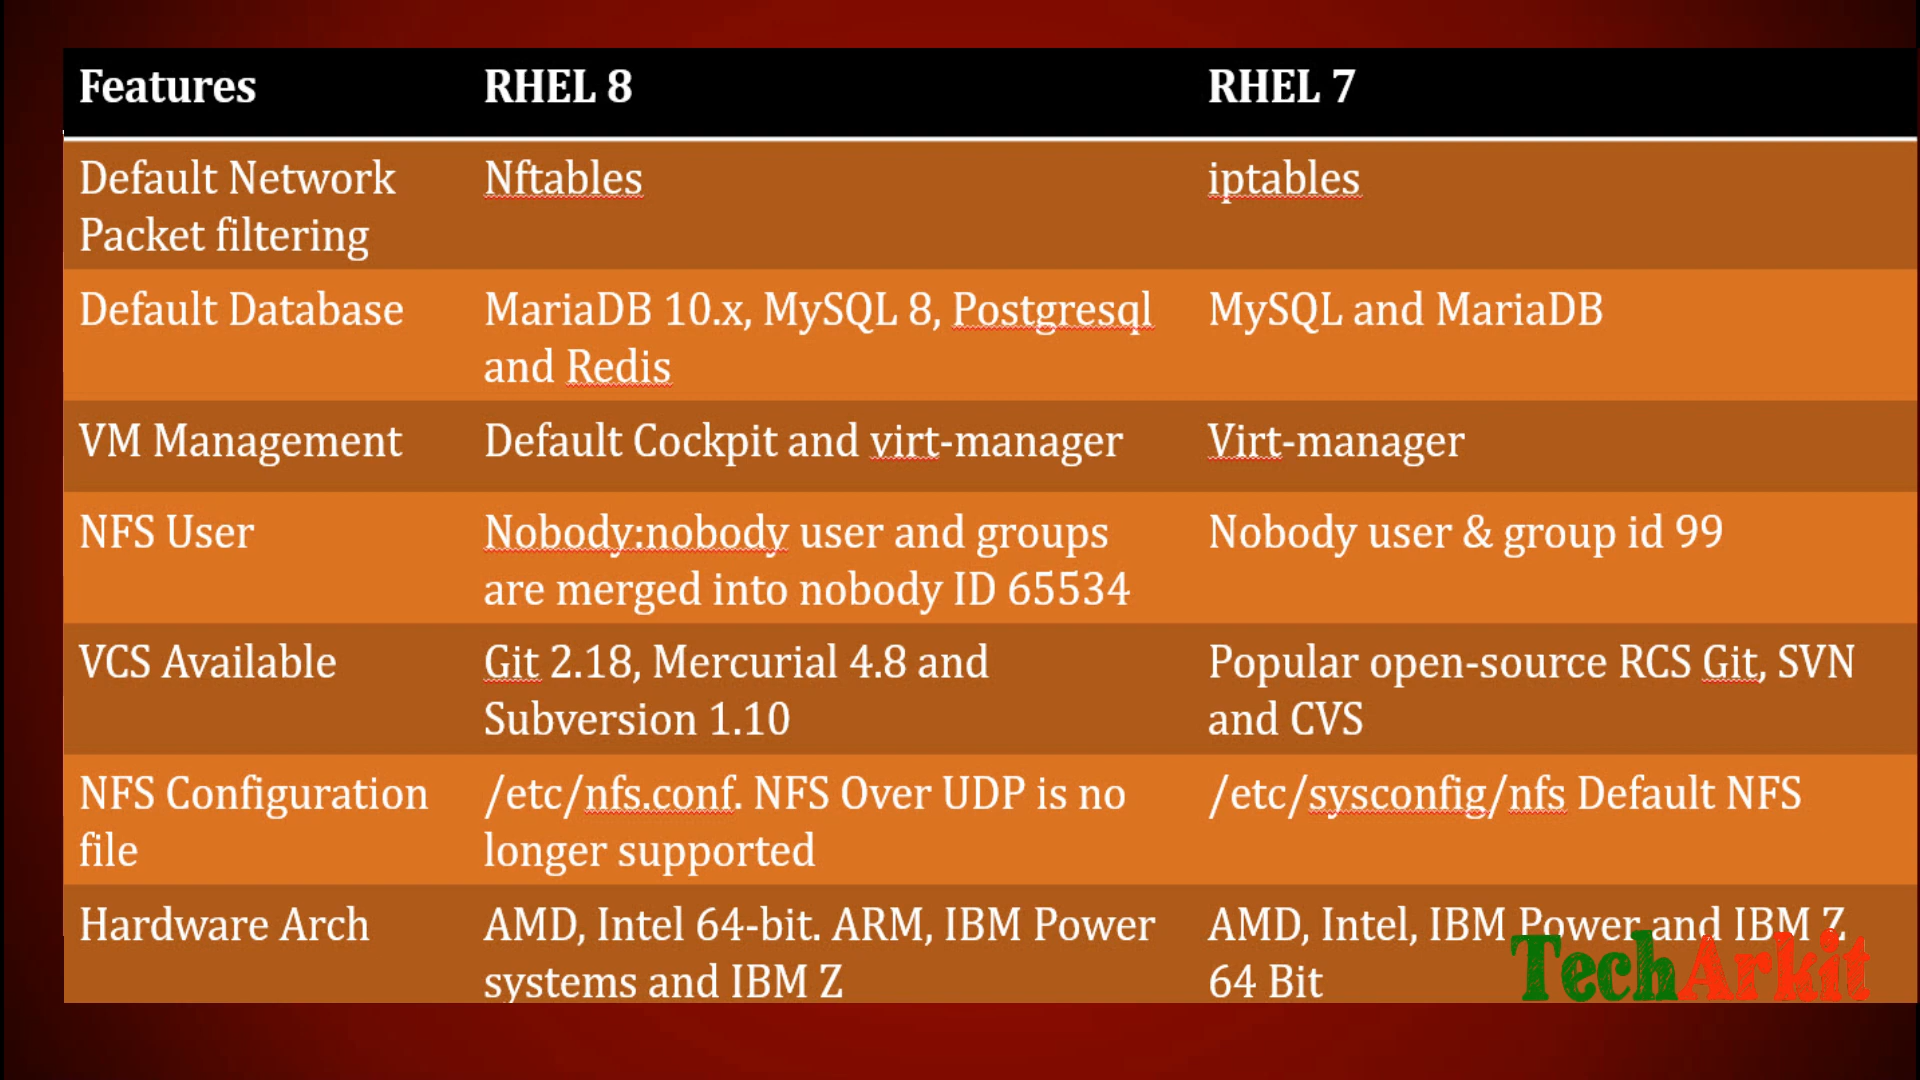 Features RHEL 8 RHEL 7
Default Network Nftables iptables
Packet filtering
Default Database MariaDB 10.x, MySQL 8, Postgresql MySQL and MariaDB
and Redis
VM Management Default Cockpit and virt-manager Virt-manager
NFS User Nobody:nobody user and groups Nobody user & group id 99
are merged into nobody ID 65534
VCS Available Git 2.18, Mercurial 4.8 and Popular open-source RCS Git, SVN
Subversion 1.10 and CVS
NFS Configuration /etc/nfs.conf. NFS Over UDP is no /etc/sysconfig/nfs Default NFS
file longer supported
Hardware Arch AMD, Intel 64-bit. ARM, IBM Power AMD, Intel, IBM Power and IBM Z
systems and IBM Z 64 Bit
TechArkit